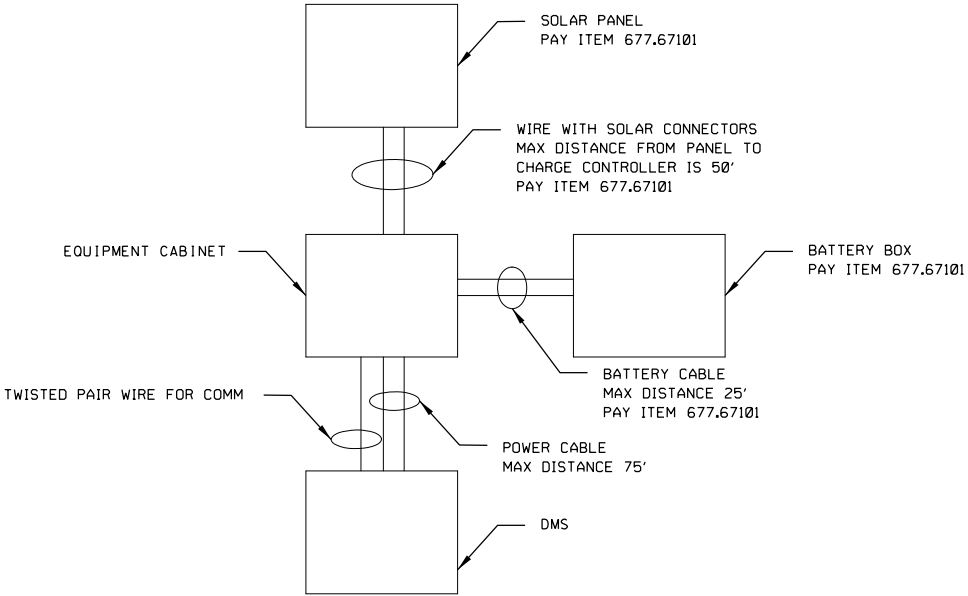 SOLAR PANEL
PAY ITEM 677.67101
WIRE WITH SOLAR CONNECTORS
MAX DISTANCE FROM PANEL TO
CHARGE CONTROLLER IS 50'
PAY ITEM 677.67101
EQUIPMENT CABINET
BATTERY BOX
PAY ITEM 677.67101
BATTERY CABLE
MAX DISTANCE 25'
PAY ITEM 677.67101
TWISTED PAIR WIRE FOR COMM
POWER CABLE
MAX DISTANCE 75'
DMS